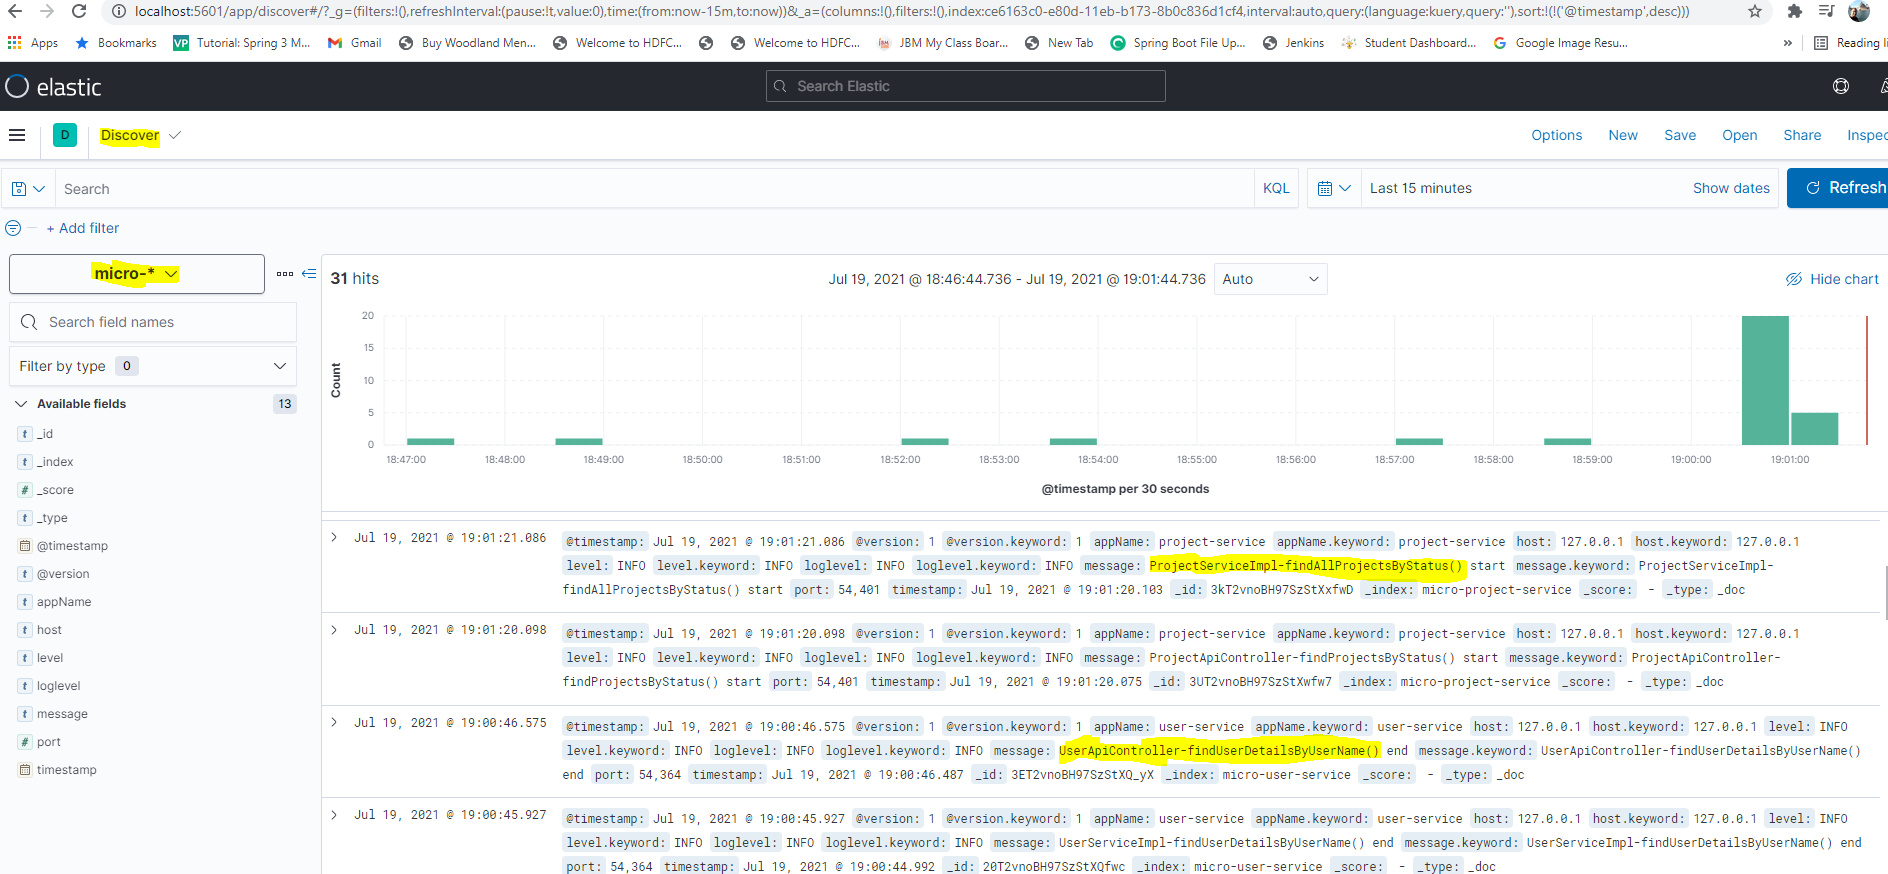 localhost:5601/app/discover#/?_g=(filters:!(),refreshInterval:(pause:!t,value:0),time:(from:now-15m,to:now))&_a=(columns:!(),filters:!(),index:ce6163c0-e80d-11eb-b173-8b0c836d1cf4,interval:auto,query:(language:kuery,query:''),sort:!(!('@timestamp',desc)))
Apps Bookmarks VP Tutorial: Spring 3 M... Gmail Buy Woodland Men... Welcome to HDFC... Welcome to HDFC... JBM My Class Boar... New Tab Spring Boot File Up... Jenkins Student Dashboard... Google Image Resu... » Reading li
elastic Search Elastic
D Discover Options New Save Open Share Inspec
Search KQL Last 15 minutes Show dates Refresh
+ Add filter
micro-*
31 hits Jul 19, 2021 @ 18:46:44.736 - Jul 19, 2021 @ 19:01:44.736 Auto Hide chart
Search field names
Filter by type 0
Available fields 13
t _id
t _index
# _score
t _type
@timestamp
t @version
t appName
t host
t level
t loglevel
t message
# port
timestamp
Count
20
15
10
5
0
18:47:00 18:48:00 18:49:00 18:50:00 18:51:00 18:52:00 18:53:00 18:54:00 18:55:00 18:56:00 18:57:00 18:58:00 18:59:00 19:00:00 19:01:00
@timestamp per 30 seconds
Jul 19, 2021 @ 19:01:21.086 @timestamp: Jul 19, 2021 @ 19:01:21.086 @version: 1 @version.keyword: 1 appName: project-service appName.keyword: project-service host: 127.0.0.1 host.keyword: 127.0.0.1
level: INFO level.keyword: INFO loglevel: INFO loglevel.keyword: INFO message: ProjectServiceImpl-findAllProjectsByStatus() start message.keyword: ProjectServiceImpl-
findAllProjectsByStatus() start port: 54,401 timestamp: Jul 19, 2021 @ 19:01:20.103 _id: 3kT2vnoBH97SzStXxfwD _index: micro-project-service _score: - _type: _doc
Jul 19, 2021 @ 19:01:20.098 @timestamp: Jul 19, 2021 @ 19:01:20.098 @version: 1 @version.keyword: 1 appName: project-service appName.keyword: project-service host: 127.0.0.1 host.keyword: 127.0.0.1
level: INFO level.keyword: INFO loglevel: INFO loglevel.keyword: INFO message: ProjectApiController-findProjectsByStatus() start message.keyword: ProjectApiController-
findProjectsByStatus() start port: 54,401 timestamp: Jul 19, 2021 @ 19:01:20.075 _id: 3UT2vnoBH97SzStXwfw7 _index: micro-project-service _score: - _type: _doc
Jul 19, 2021 @ 19:00:46.575 @timestamp: Jul 19, 2021 @ 19:00:46.575 @version: 1 @version.keyword: 1 appName: user-service appName.keyword: user-service host: 127.0.0.1 host.keyword: 127.0.0.1 level: INFO
level.keyword: INFO loglevel: INFO loglevel.keyword: INFO message: UserApiController-findUserDetailsByUserName() end message.keyword: UserApiController-findUserDetailsByUserName()
end port: 54,364 timestamp: Jul 19, 2021 @ 19:00:46.487 _id: 3ET2vnoBH97SzStXQ_yX _index: micro-user-service _score: - _type: _doc
Jul 19, 2021 @ 19:00:45.927 @timestamp: Jul 19, 2021 @ 19:00:45.927 @version: 1 @version.keyword: 1 appName: user-service appName.keyword: user-service host: 127.0.0.1 host.keyword: 127.0.0.1 level: INFO
level.keyword: INFO loglevel: INFO loglevel.keyword: INFO message: UserServiceImpl-findUserDetailsByUserName() end message.keyword: UserServiceImpl-findUserDetailsByUserName() end
port: 54,364 timestamp: Jul 19, 2021 @ 19:00:44.992 _id: 20T2vnoBH97SzStXQfwc _index: micro-user-service _score: - _type: _doc